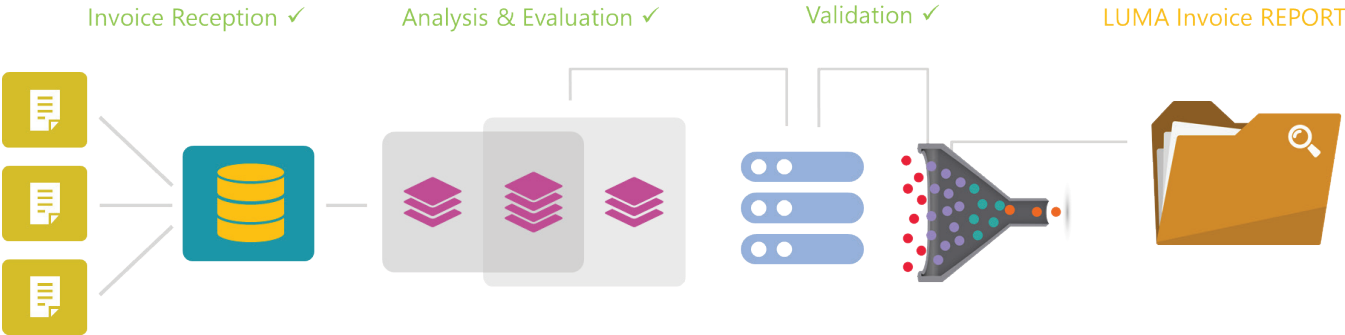 Invoice Reception ✓
Analysis & Evaluation ✓
Validation ✓
LUMA Invoice REPORT